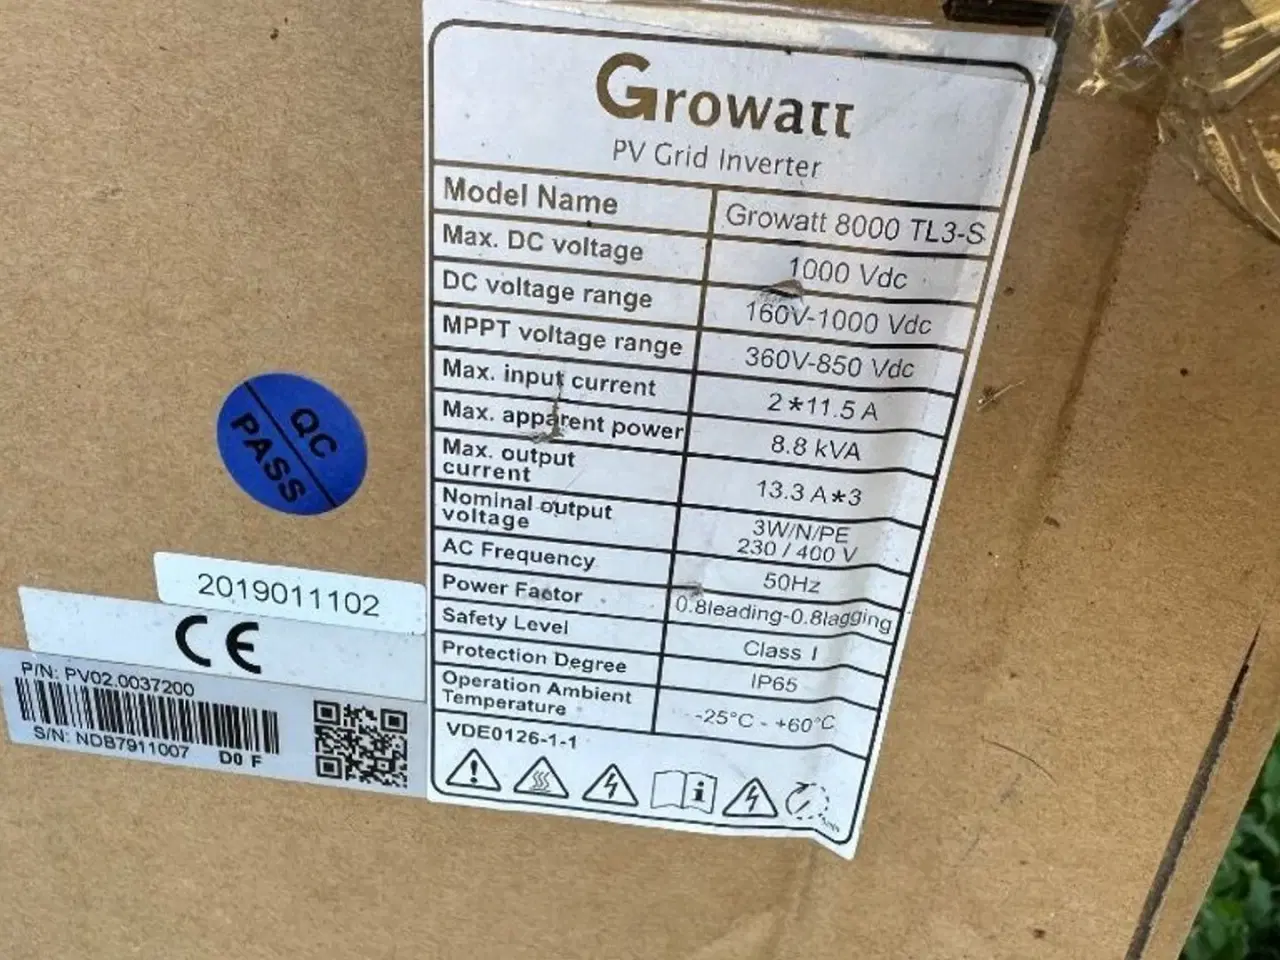 Growatt
PV Grid Inverter
Model Name Growatt 8000 TL3-S
Max. DC voltage 1000 Vdc
DC voltage range 160V-1000 Vdc
MPPT voltage range 360V-850 Vdc
Max. input current 2*11.5 A
Max. apparent power 8.8 kVA
Max. output
current 13.3 A*3
Nominal output
voltage 3W/N/PE
230 / 400 V
AC Frequency 50Hz
Power Factor 0.8leading-0.8lagging
Safety Level Class I
Protection Degree IP65
Operation Ambient
Temperature -25°C - +60°C
VDE0126-1-1
QC
PASS
2019011102
CE
P/N: PV02.0037200
S/N: NDB7911007 D0 F